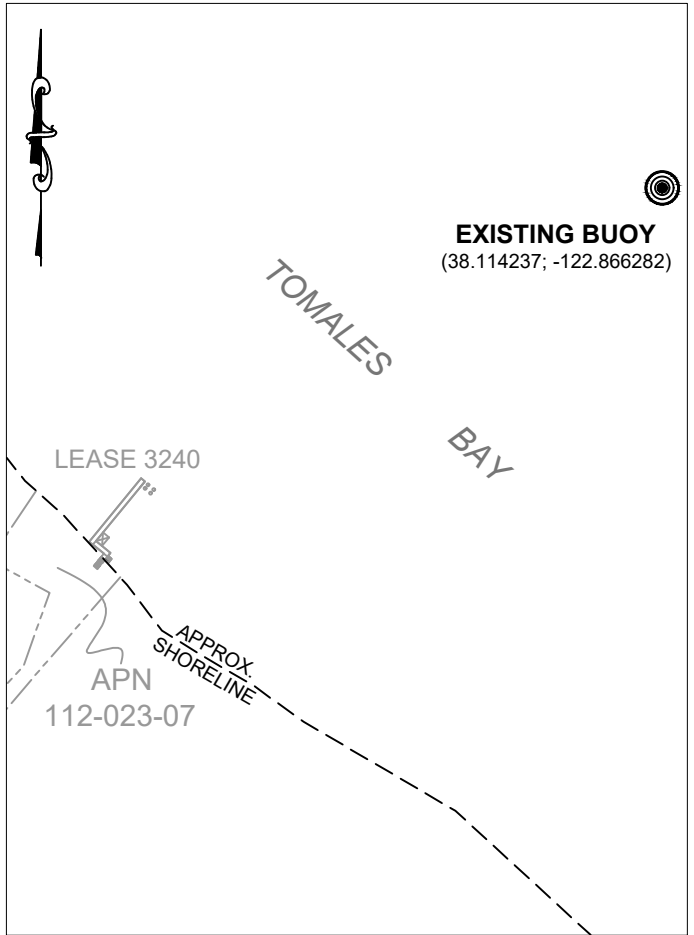 EXISTING BUOY
(38.114237; -122.866282)
TOMALES
BAY
LEASE 3240
APPROX.
SHORELINE
APN
112-023-07